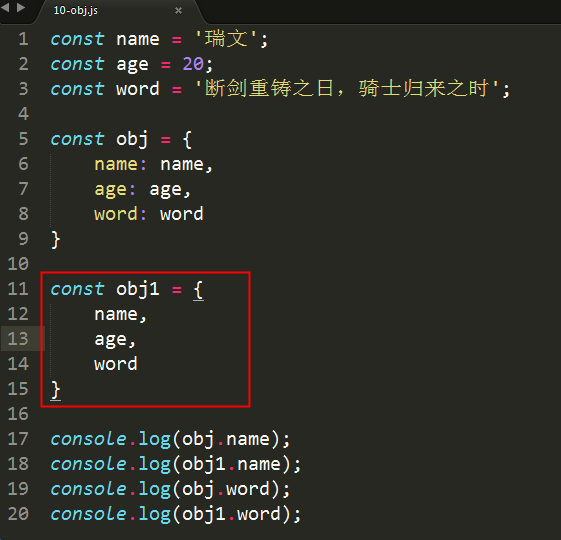 10-obj.js
1 const name = '瑞文';
2 const age = 20;
3 const word = '断剑重铸之日，骑士归来之时';
4
5 const obj = {
6     name: name,
7     age: age,
8     word: word
9 }
10
11 const obj1 = {
12     name,
13     age,
14     word
15 }
16
17 console.log(obj.name);
18 console.log(obj1.name);
19 console.log(obj.word);
20 console.log(obj1.word);